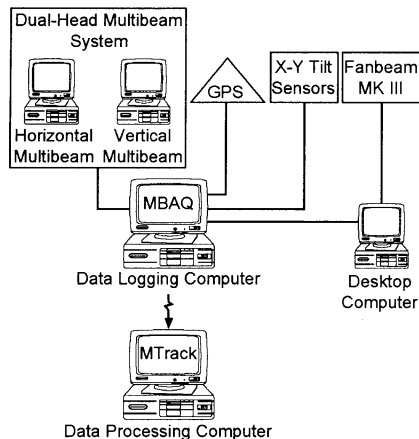 Dual-Head Multibeam
System
Horizontal
Multibeam
Vertical
Multibeam
GPS
X-Y Tilt
Sensors
Fanbeam
MK III
MBAQ
Data Logging Computer
Desktop
Computer
MTrack
Data Processing Computer